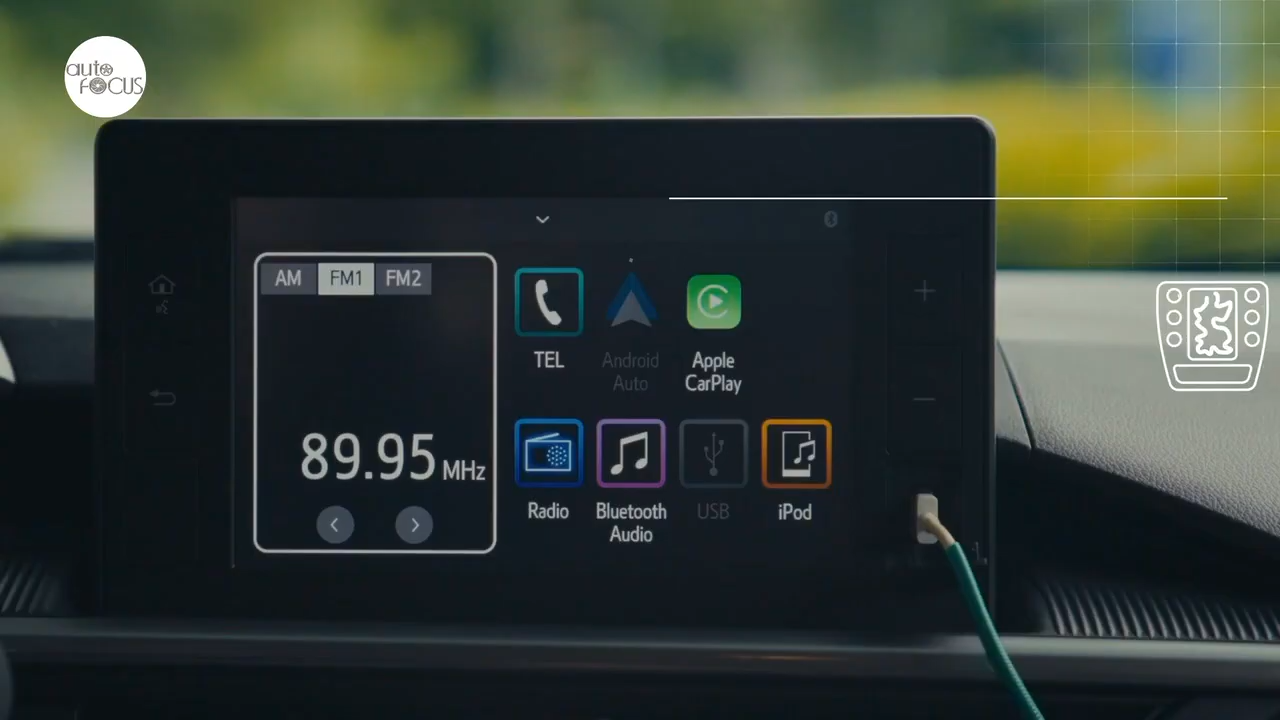 auto
FOCUS
AM FM1 FM2
89.95 MHz
TEL
Android
Auto
Apple
CarPlay
Radio
Bluetooth
Audio
USB
iPod